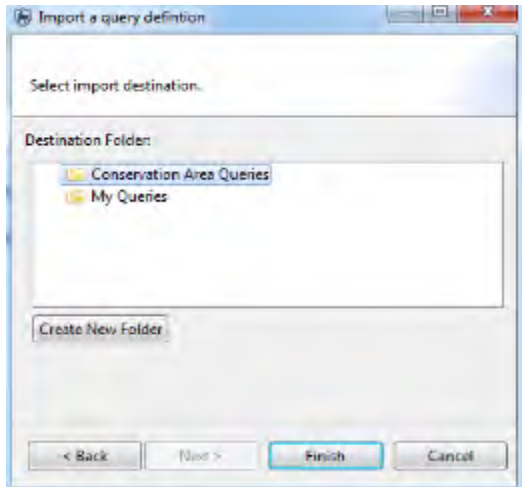 Import a query defintion
Select import destination.
Destination Folder:
Conservation Area Queries
My Queries
Create New Folder
< Back Next > Finish Cancel